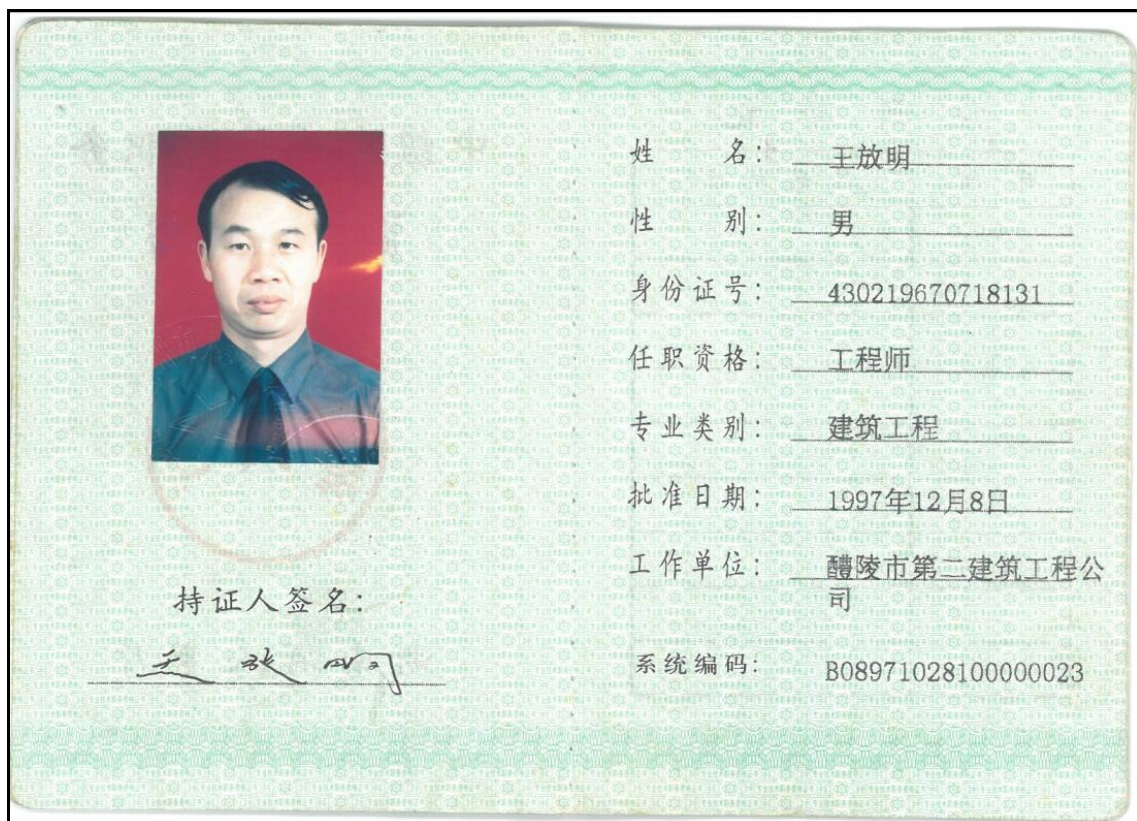 姓名：王放明
性别：男
身份证号：430219670718131
任职资格：工程师
专业类别：建筑工程
批准日期：1997年12月8日
工作单位：醴陵市第二建筑工程公
司
系统编码：B08971028100000023
持证人签名：
王放明